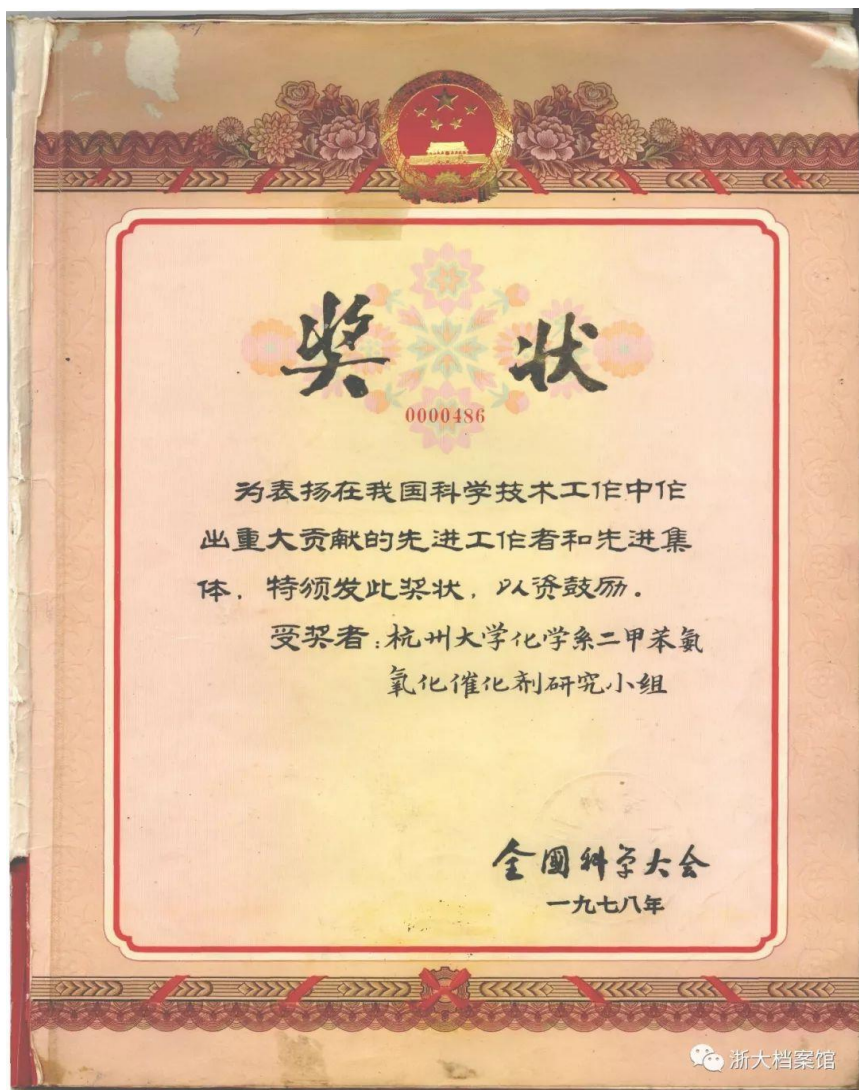 奖 状
0000486
为表扬在我国科学技术工作中作
出重大贡献的先进工作者和先进集
体，特颁发此奖状，以资鼓励。
受奖者：杭州大学化学系二甲苯氨
氧化催化剂研究小组
全国科学大会
一九七八年
浙大档案馆